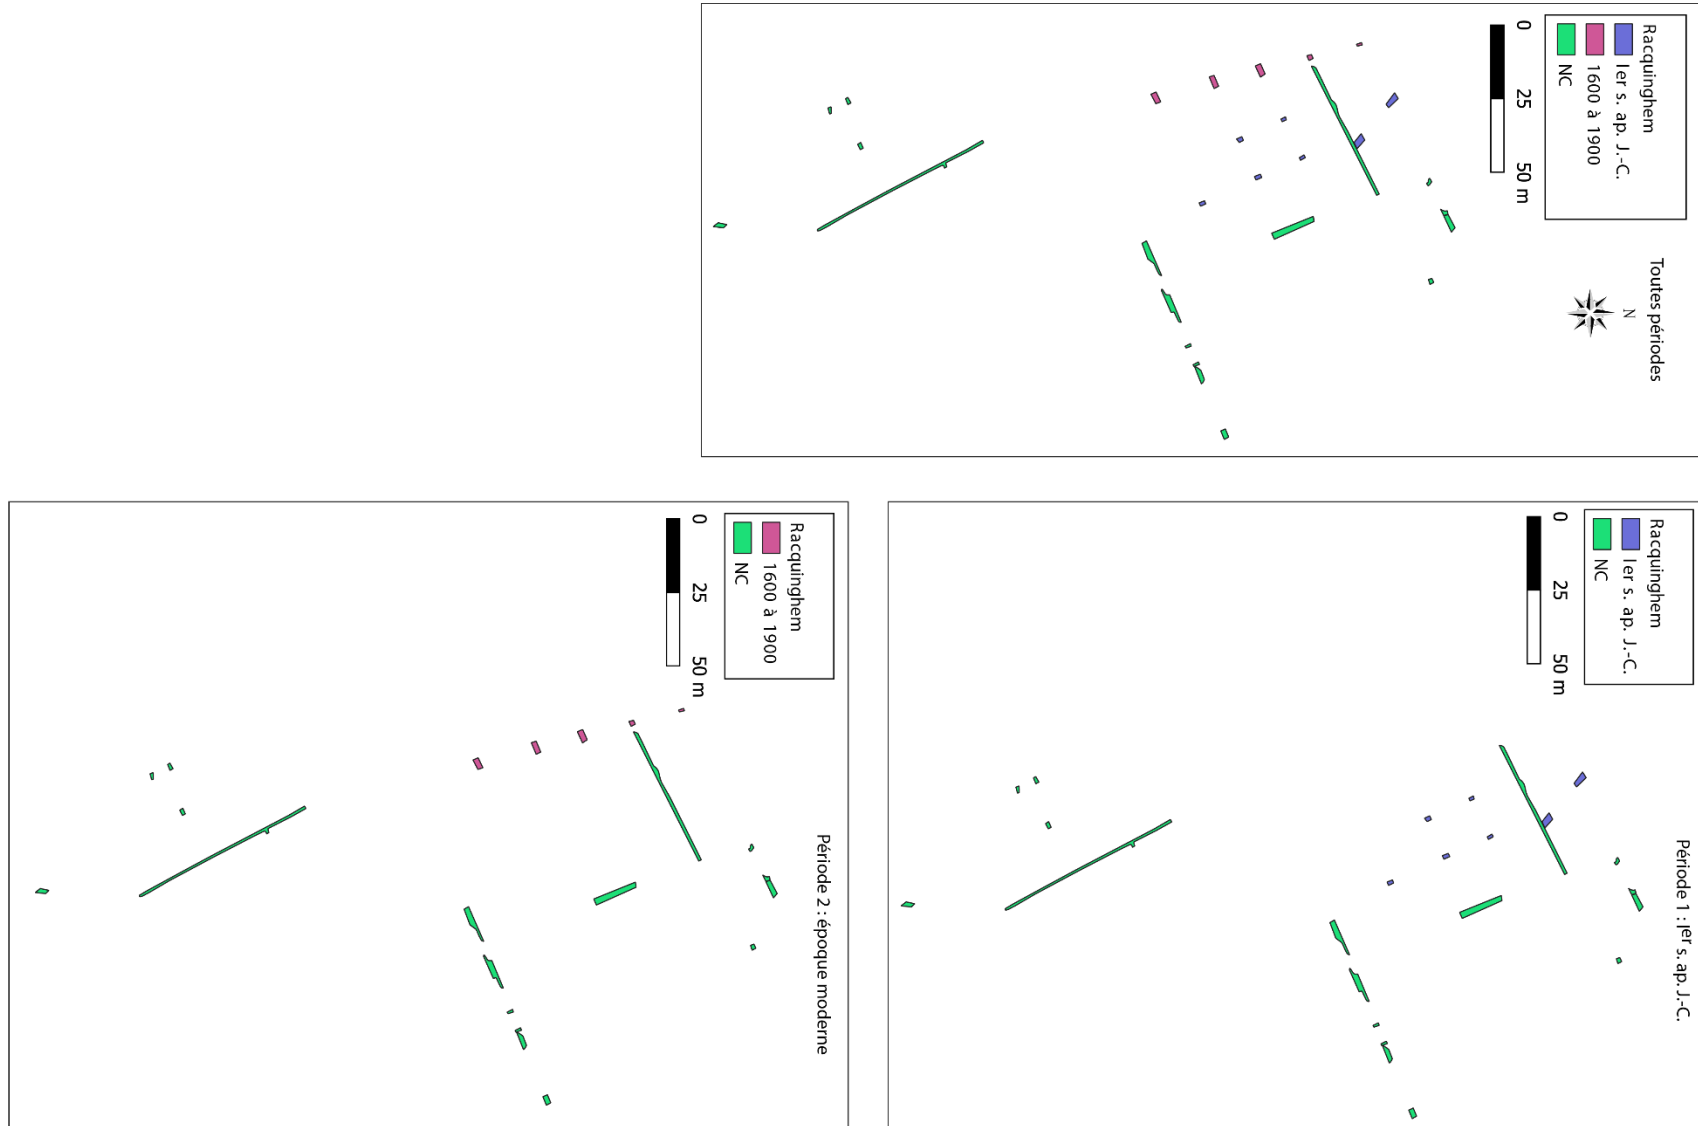 Toutes périodes
N
Racquinghem
Ier s. ap. J.-C.
1600 à 1900
NC
0 25 50 m
Période 1 : Ier s. ap. J.-C.
Racquinghem
Ier s. ap. J.-C.
NC
0 25 50 m
Période 2 : époque moderne
Racquinghem
1600 à 1900
NC
0 25 50 m